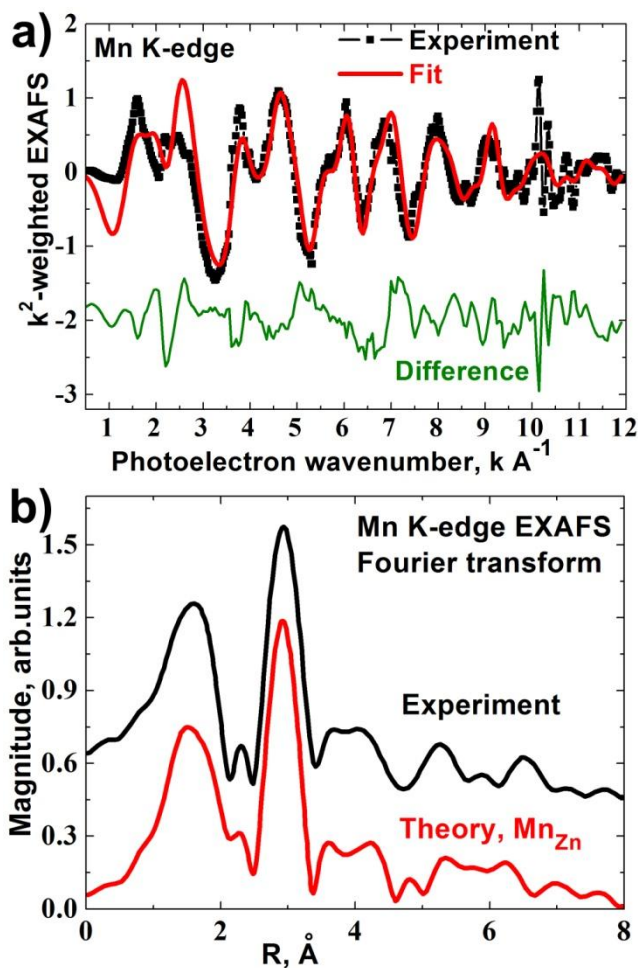 a)
Mn K-edge
Experiment
Fit
Difference
k²-weighted EXAFS
2
1
0
-1
-2
-3
1 2 3 4 5 6 7 8 9 10 11 12
Photoelectron wavenumber, k A⁻¹
b)
Mn K-edge EXAFS
Fourier transform
Experiment
Theory, MnZn
Magnitude, arb.units
1.5
1.2
0.9
0.6
0.3
0.0
0 2 4 6 8
R, Å